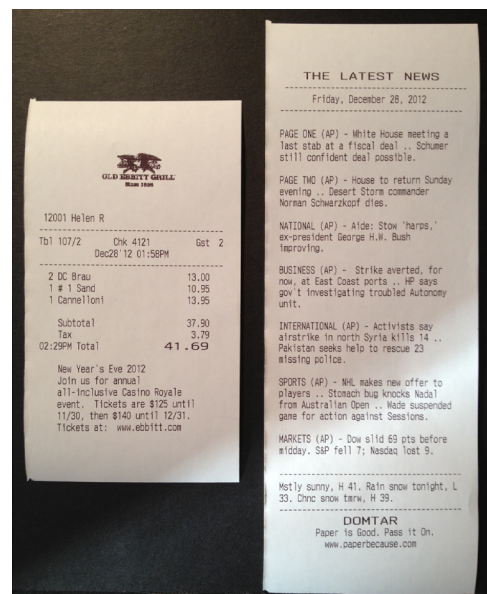 OLD EBBITT GRILL
Since 1856
12001 Helen R
Tbl 107/2 Chk 4121 Gst 2
Dec28'12 01:58PM
2 DC Brau 13.00
1 # 1 Sand 10.95
1 Cannelloni 13.95
Subtotal 37.90
Tax 3.79
02:29PM Total 41.69
New Year's Eve 2012
Join us for annual
all-inclusive Casino Royale
event. Tickets are $125 until
11/30, then $140 until 12/31.
Tickets at: www.ebbitt.com
THE LATEST NEWS
Friday, December 28, 2012
PAGE ONE (AP) - White House meeting a
last stab at a fiscal deal .. Schumer
still confident deal possible.
PAGE TWO (AP) - House to return Sunday
evening .. Desert Storm commander
Norman Schwarzkopf dies.
NATIONAL (AP) - Aide: Stow 'harps,'
ex-president George H.W. Bush
improving.
BUSINESS (AP) - Strike averted, for
now, at East Coast ports .. HP says
gov't investigating troubled Autonomy
unit.
INTERNATIONAL (AP) - Activists say
airstrike in north Syria kills 14 ..
Pakistan seeks help to rescue 23
missing police.
SPORTS (AP) - NHL makes new offer to
players .. Stomach bug knocks Nadal
from Australian Open .. Wade suspended
game for action against Sessions.
MARKETS (AP) - Dow slid 69 pts before
midday. S&P fell 7; Nasdaq lost 9.
Mstly sunny, H 41. Rain snow tonight, L
33. Chnc snow tmrw, H 39.
DOMTAR
Paper is Good. Pass it On.
www.paperbecause.com